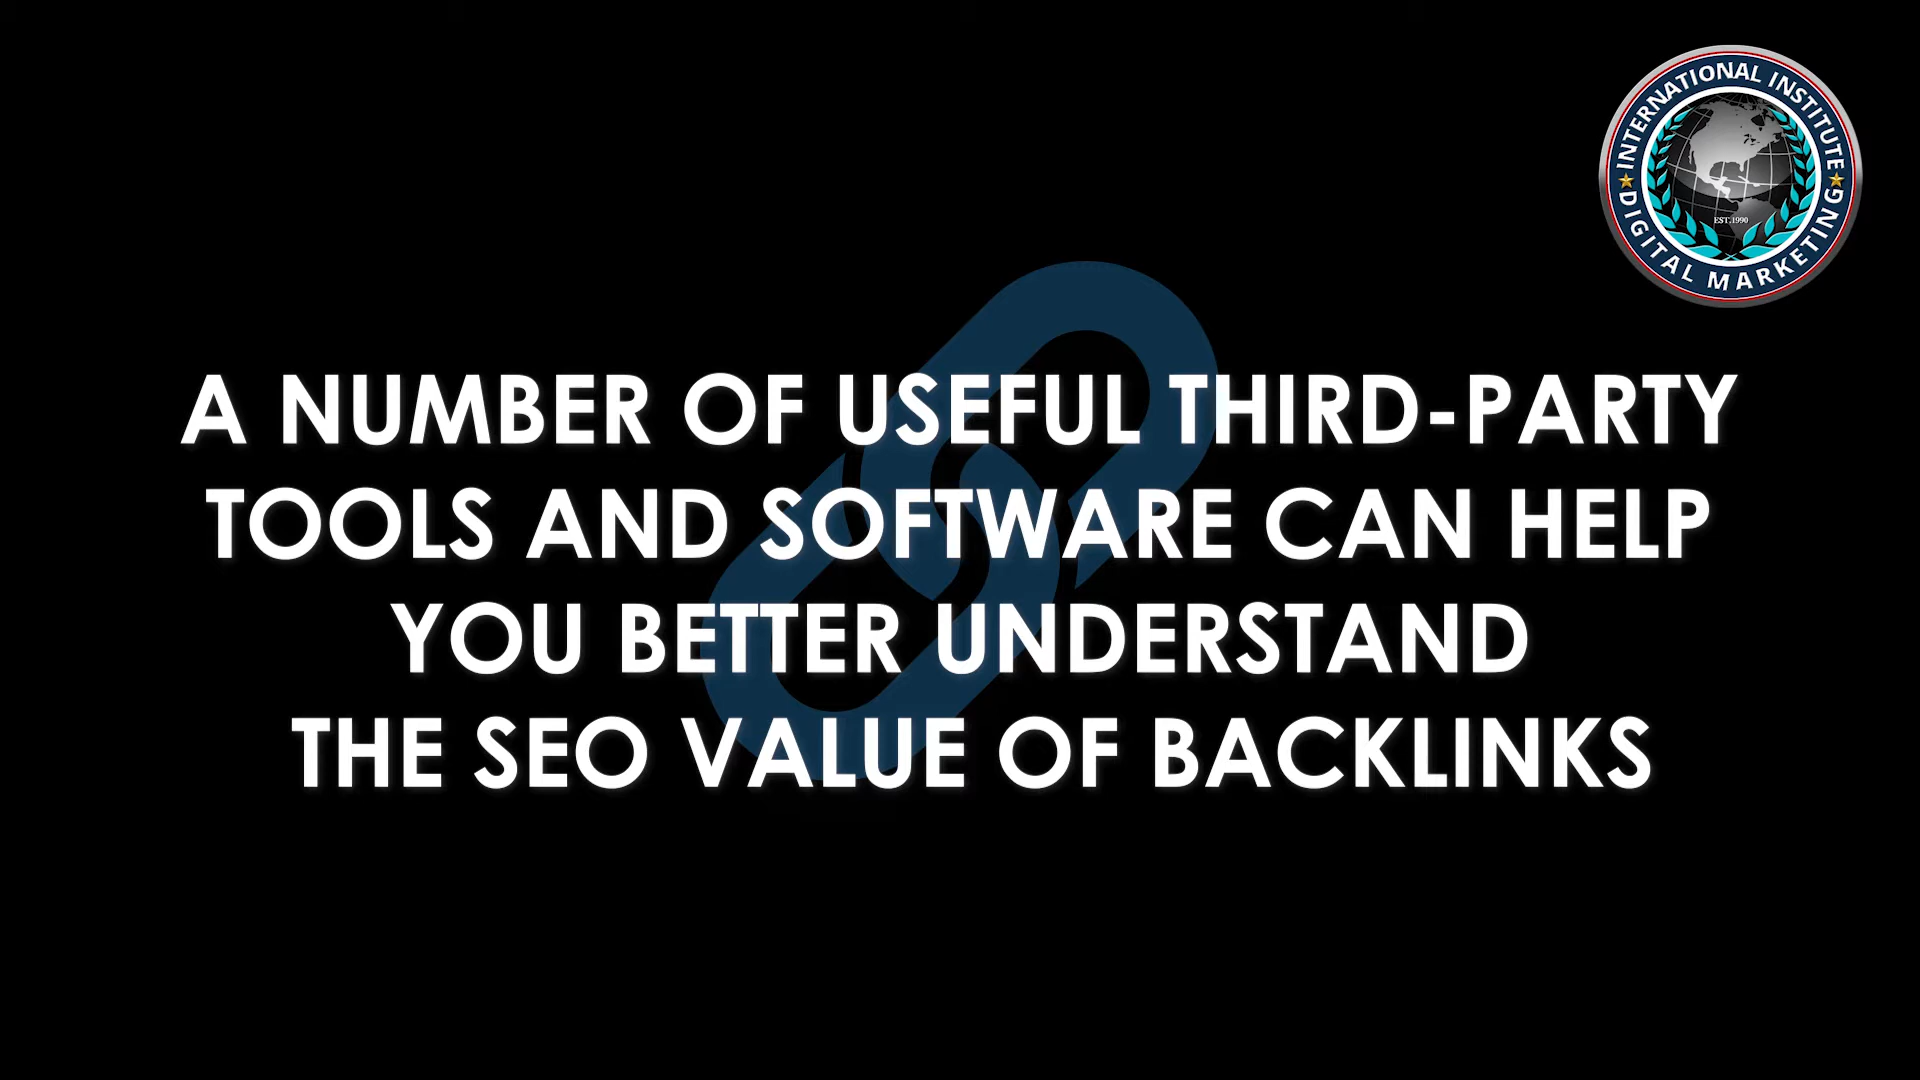 INTERNATIONAL INSTITUTE
EST.1990
DIGITAL MARKETING
A NUMBER OF USEFUL THIRD-PARTY
TOOLS AND SOFTWARE CAN HELP
YOU BETTER UNDERSTAND
THE SEO VALUE OF BACKLINKS